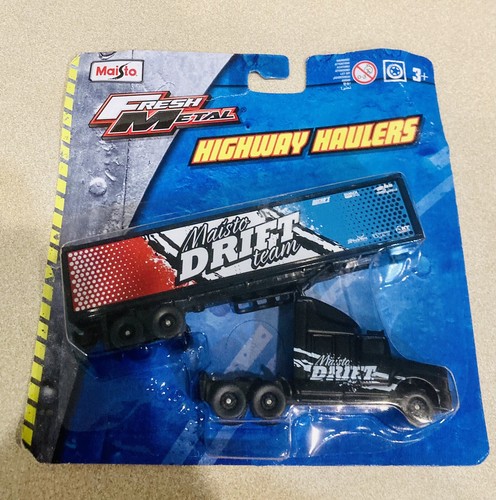 Maisto
3+
FRESH
METAL
HIGHWAY HAULERS
Maisto
DRIFT
team
Maisto
DRIFT